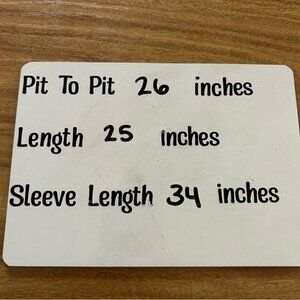 Pit To Pit 26 inches
Length 25 inches
Sleeve Length 34 inches